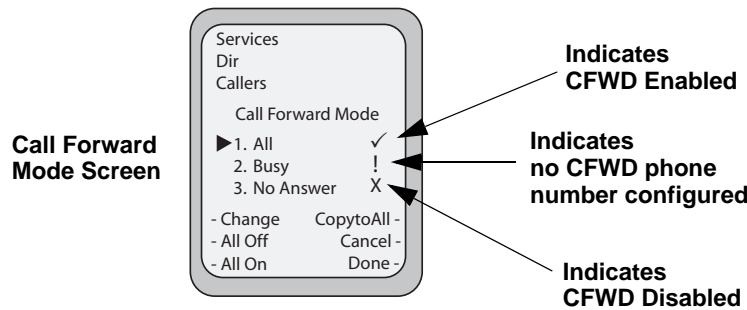 Call Forward
Mode Screen
Services
Dir
Callers
Call Forward Mode
▶1. All ✓
2. Busy !
3. No Answer X
- Change CopytoAll -
- All Off Cancel -
- All On Done -
Indicates
CFWD Enabled
Indicates
no CFWD phone
number configured
Indicates
CFWD Disabled